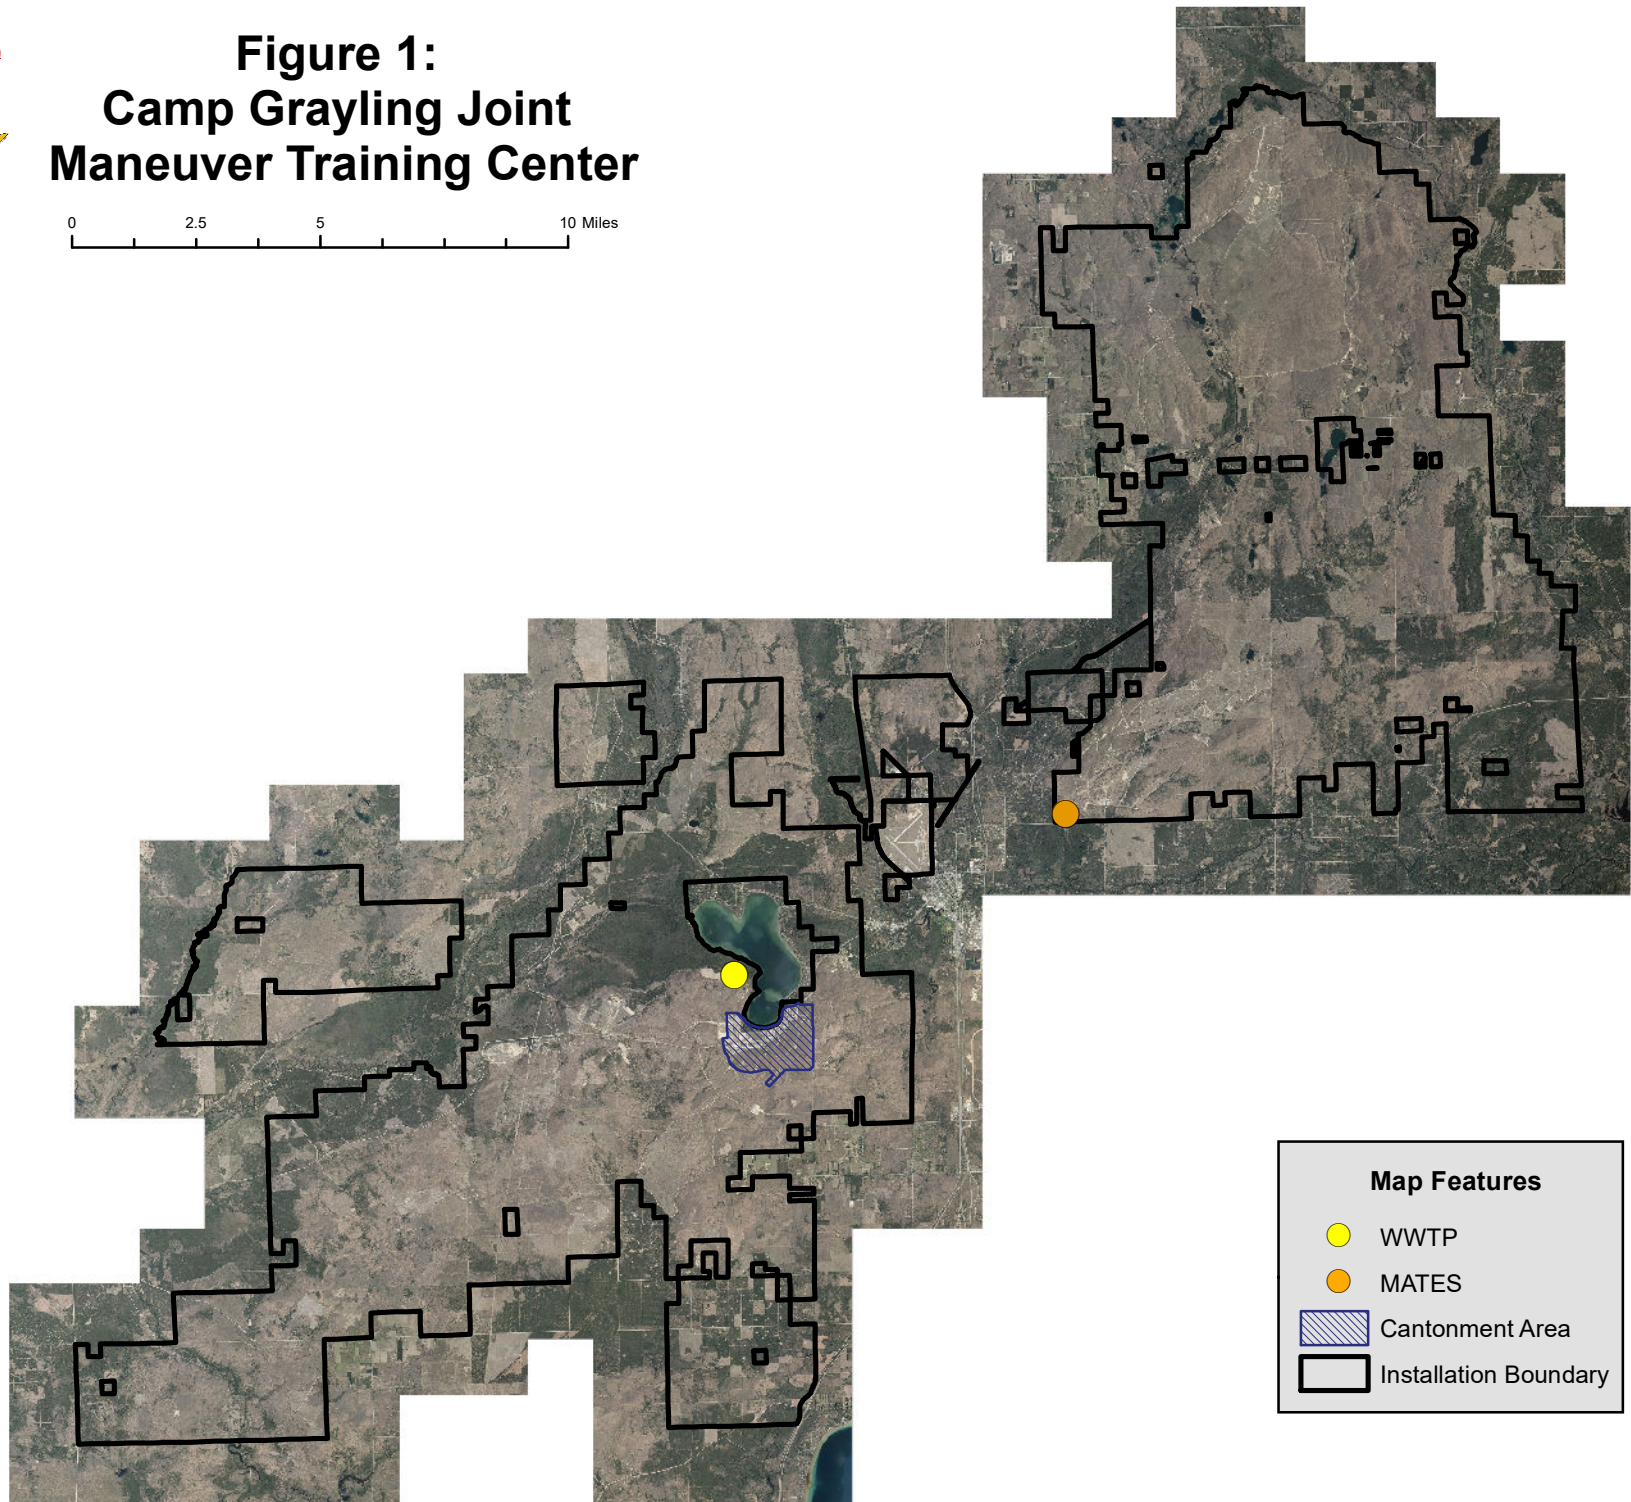 Figure 1:
Camp Grayling Joint
Maneuver Training Center
0 2.5 5 10 Miles
Map Features
WWTP
MATES
Cantonment Area
Installation Boundary